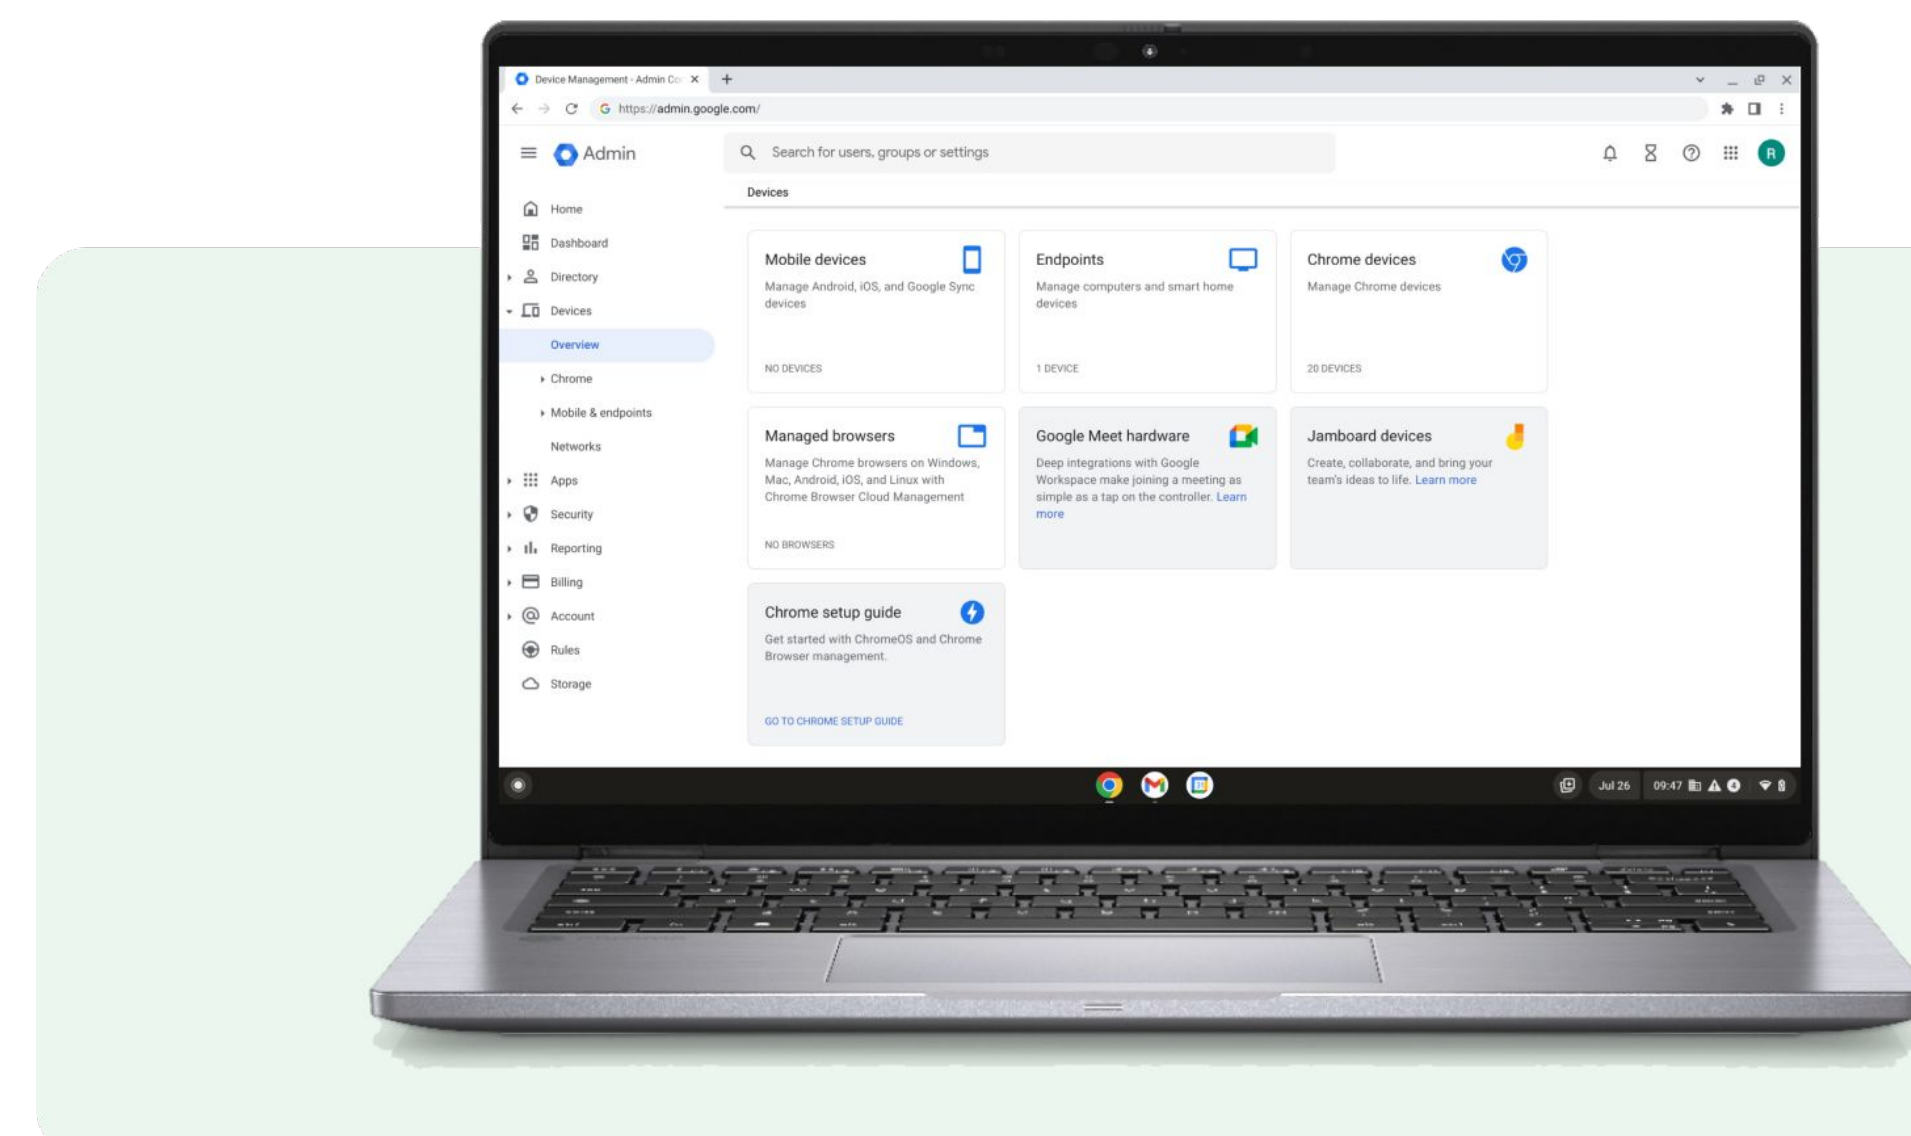 Device Management - Admin Co
https://admin.google.com/
Admin
Search for users, groups or settings
R
Devices
Home
Dashboard
Directory
Devices
Overview
Chrome
Mobile & endpoints
Networks
Apps
Security
Reporting
Billing
Account
Rules
Storage
Mobile devices
Manage Android, iOS, and Google Sync
devices
NO DEVICES
Endpoints
Manage computers and smart home
devices
1 DEVICE
Chrome devices
Manage Chrome devices
20 DEVICES
Managed browsers
Manage Chrome browsers on Windows,
Mac, Android, iOS, and Linux with
Chrome Browser Cloud Management
NO BROWSERS
Google Meet hardware
Deep integrations with Google
Workspace make joining a meeting as
simple as a tap on the controller. Learn
more
Jamboard devices
Create, collaborate, and bring your
team's ideas to life. Learn more
Chrome setup guide
Get started with ChromeOS and Chrome
Browser management.
GO TO CHROME SETUP GUIDE
Jul 26
09:47
4